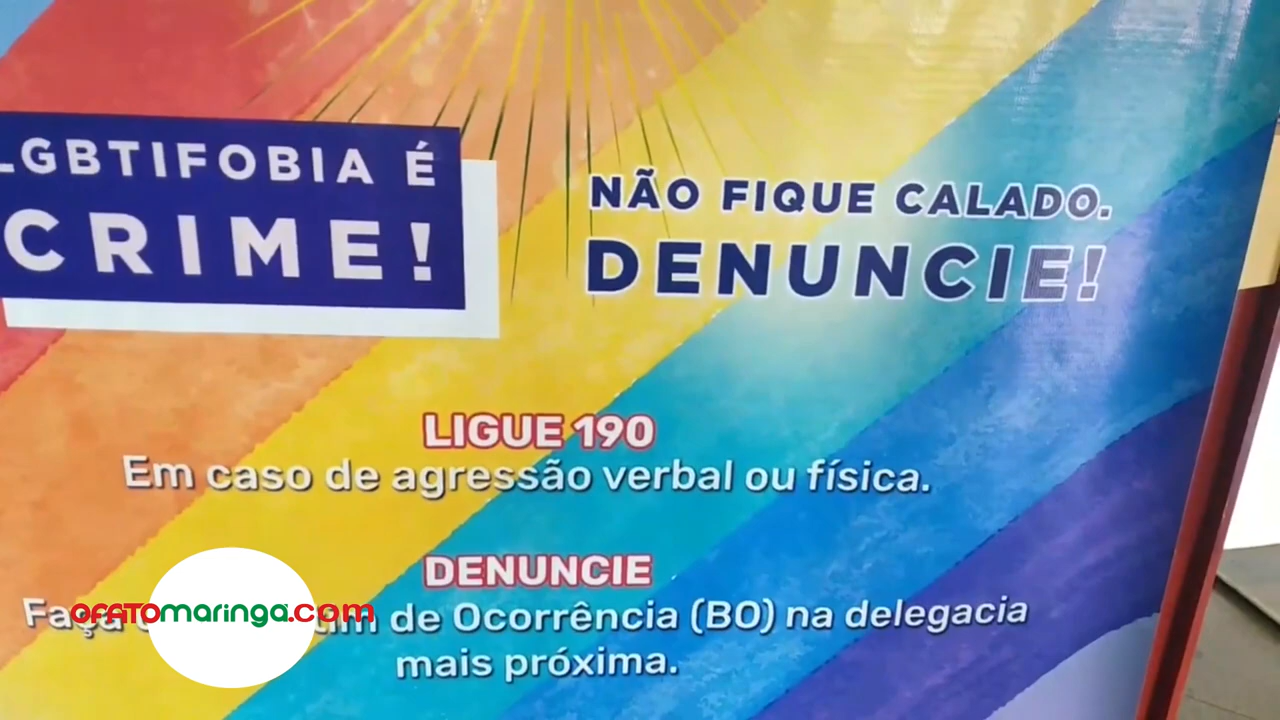 LGBTIFOBIA É
CRIME!
NÃO FIQUE CALADO.
DENUNCIE!
LIGUE 190
Em caso de agressão verbal ou física.
DENUNCIE
Faça de Ocorrência (BO) na delegacia
mais próxima.
OFATOmaringa.com